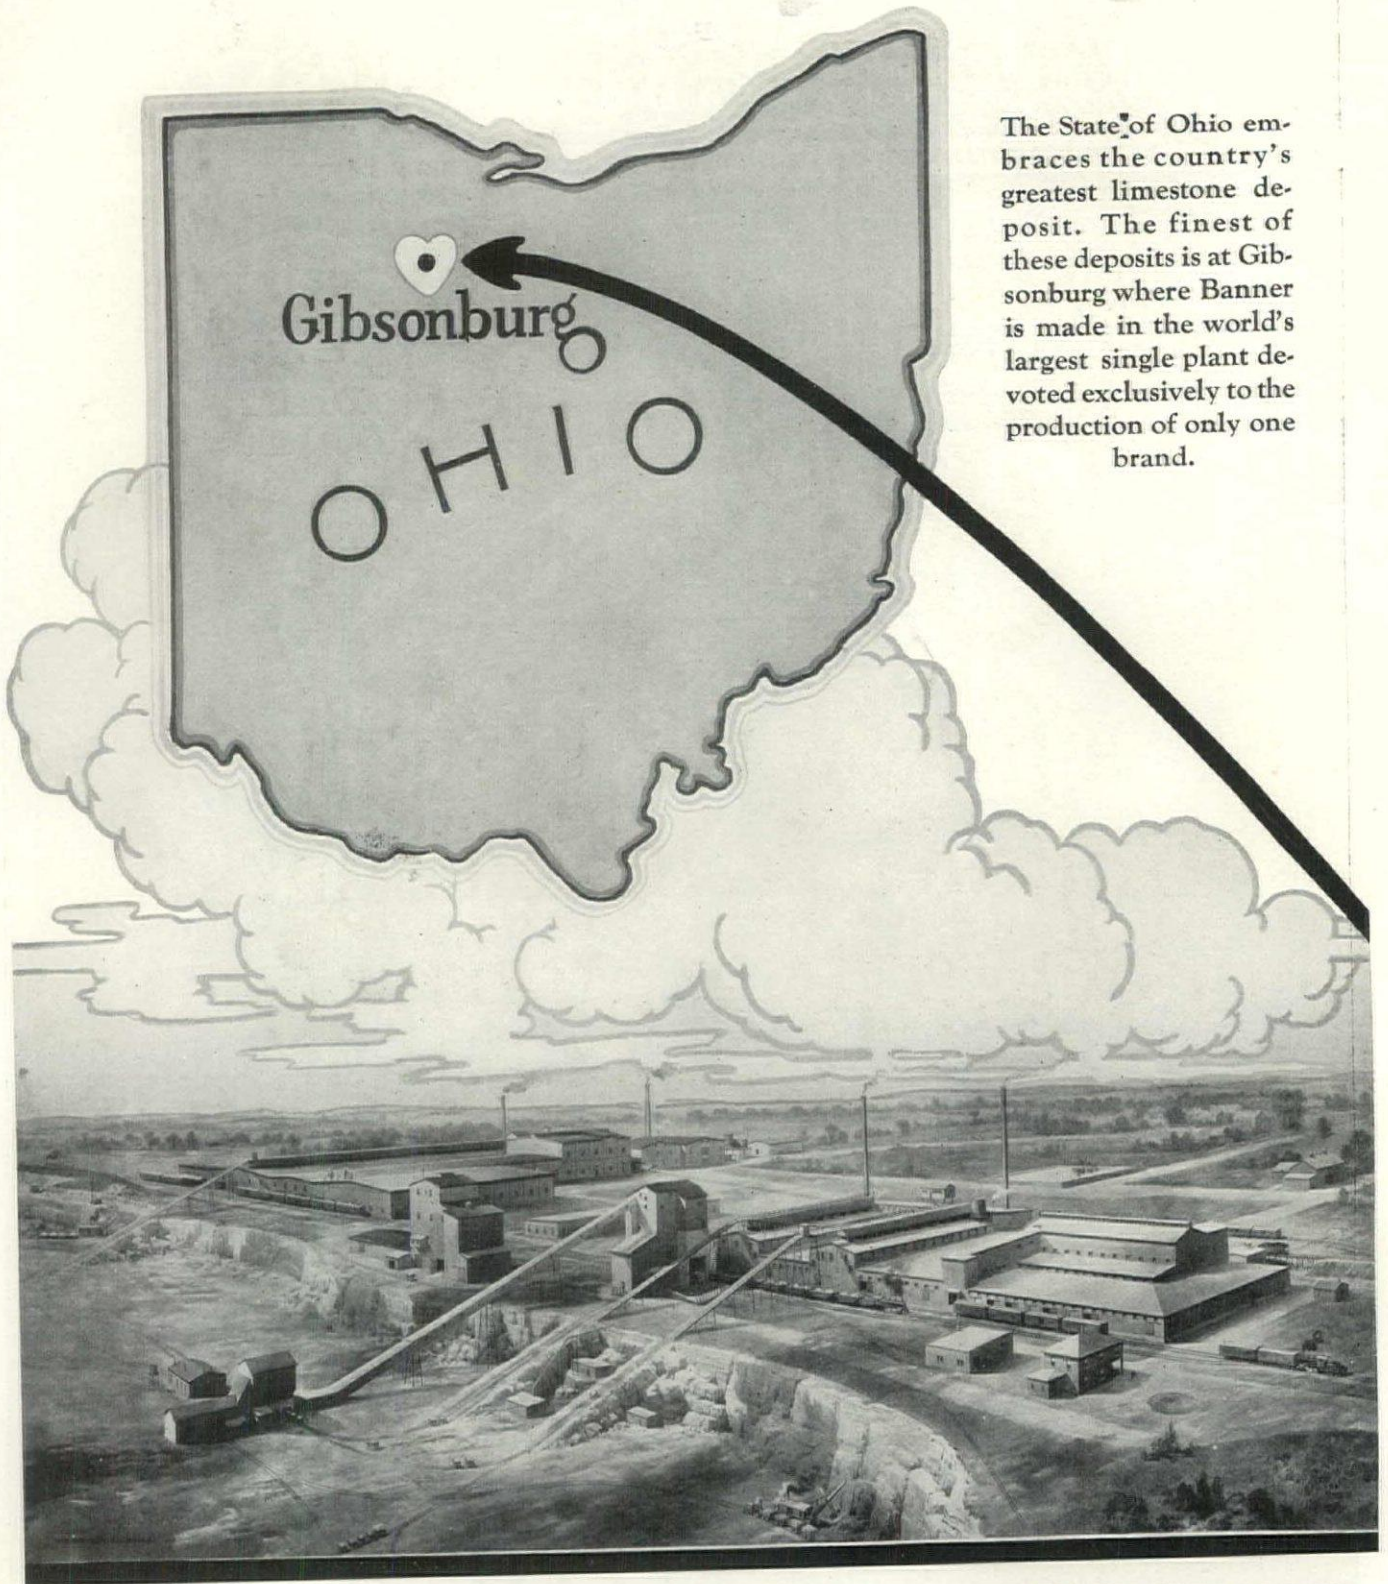 The State of Ohio em-
braces the country's
greatest limestone de-
posit. The finest of
these deposits is at Gib-
sonburg where Banner
is made in the world's
largest single plant de-
voted exclusively to the
production of only one
brand.
Gibsonburg
OHIO